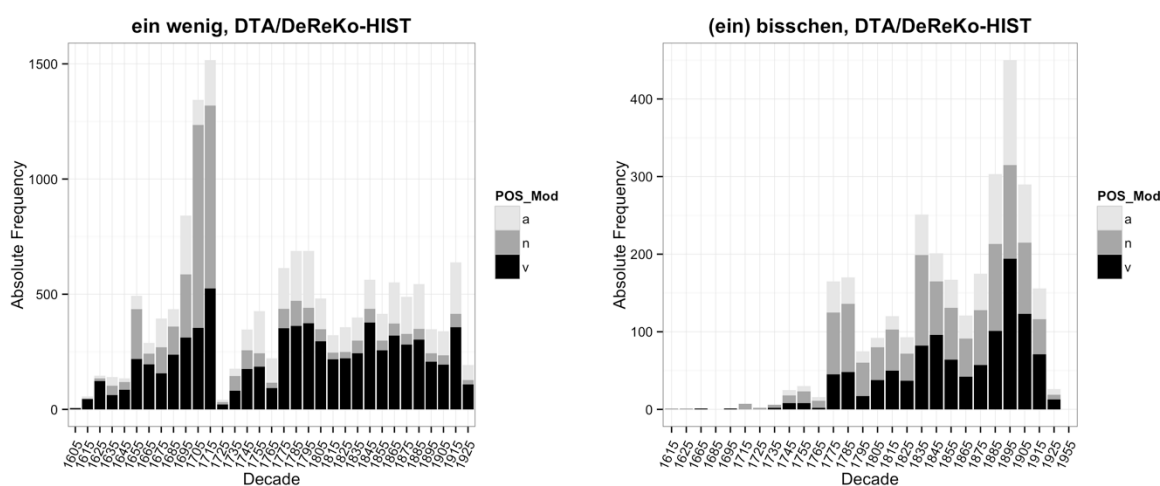 ein wenig, DTA/DeReKo-HIST
1500
1000
500
0
Absolute Frequency
1605 1615 1625 1635 1645 1655 1665 1675 1685 1695 1705 1715 1725 1735 1745 1755 1765 1775 1785 1795 1805 1815 1825 1835 1845 1855 1865 1875 1885 1895 1905 1915 1925
Decade
POS_Mod
a
n
v
(ein) bisschen, DTA/DeReKo-HIST
400
300
200
100
0
Absolute Frequency
1615 1625 1665 1685 1695 1715 1725 1735 1745 1755 1765 1775 1785 1795 1805 1815 1825 1835 1845 1855 1865 1875 1885 1895 1905 1915 1925 1955
Decade
POS_Mod
a
n
v